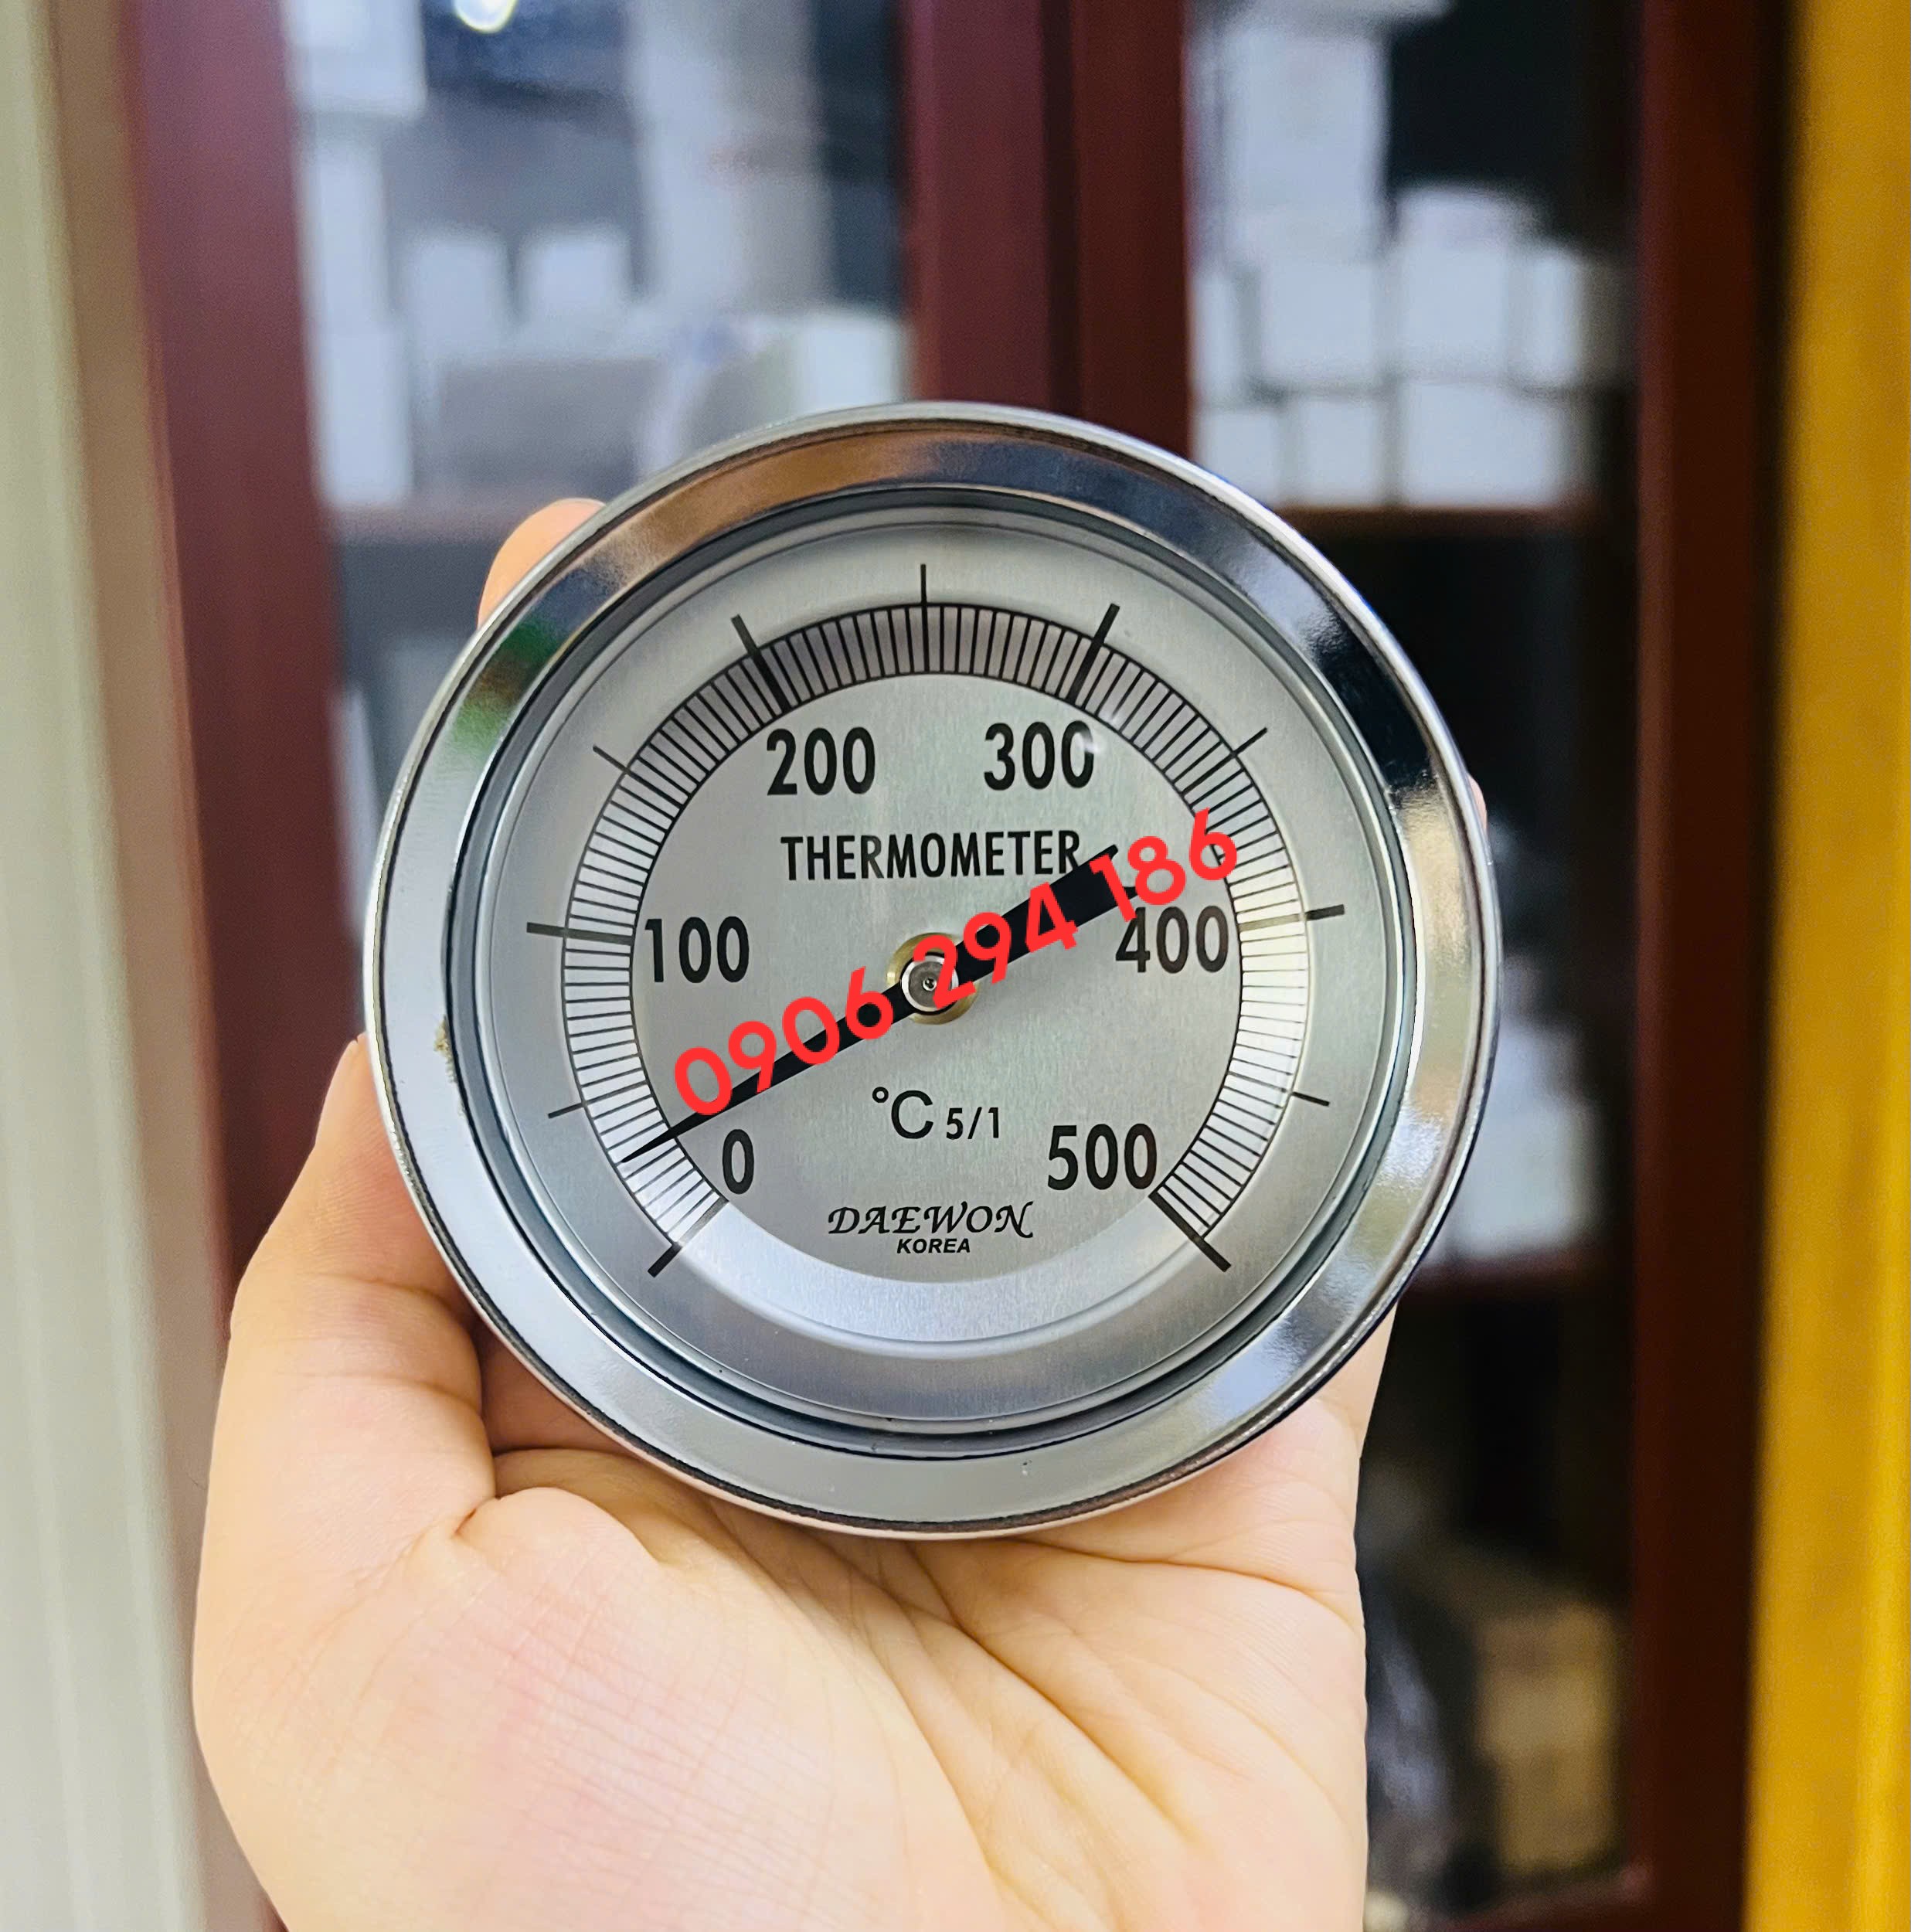 200 300
THERMOMETER
100 400
0906 294 186
°C 5/1
0 500
DAEWON
KOREA